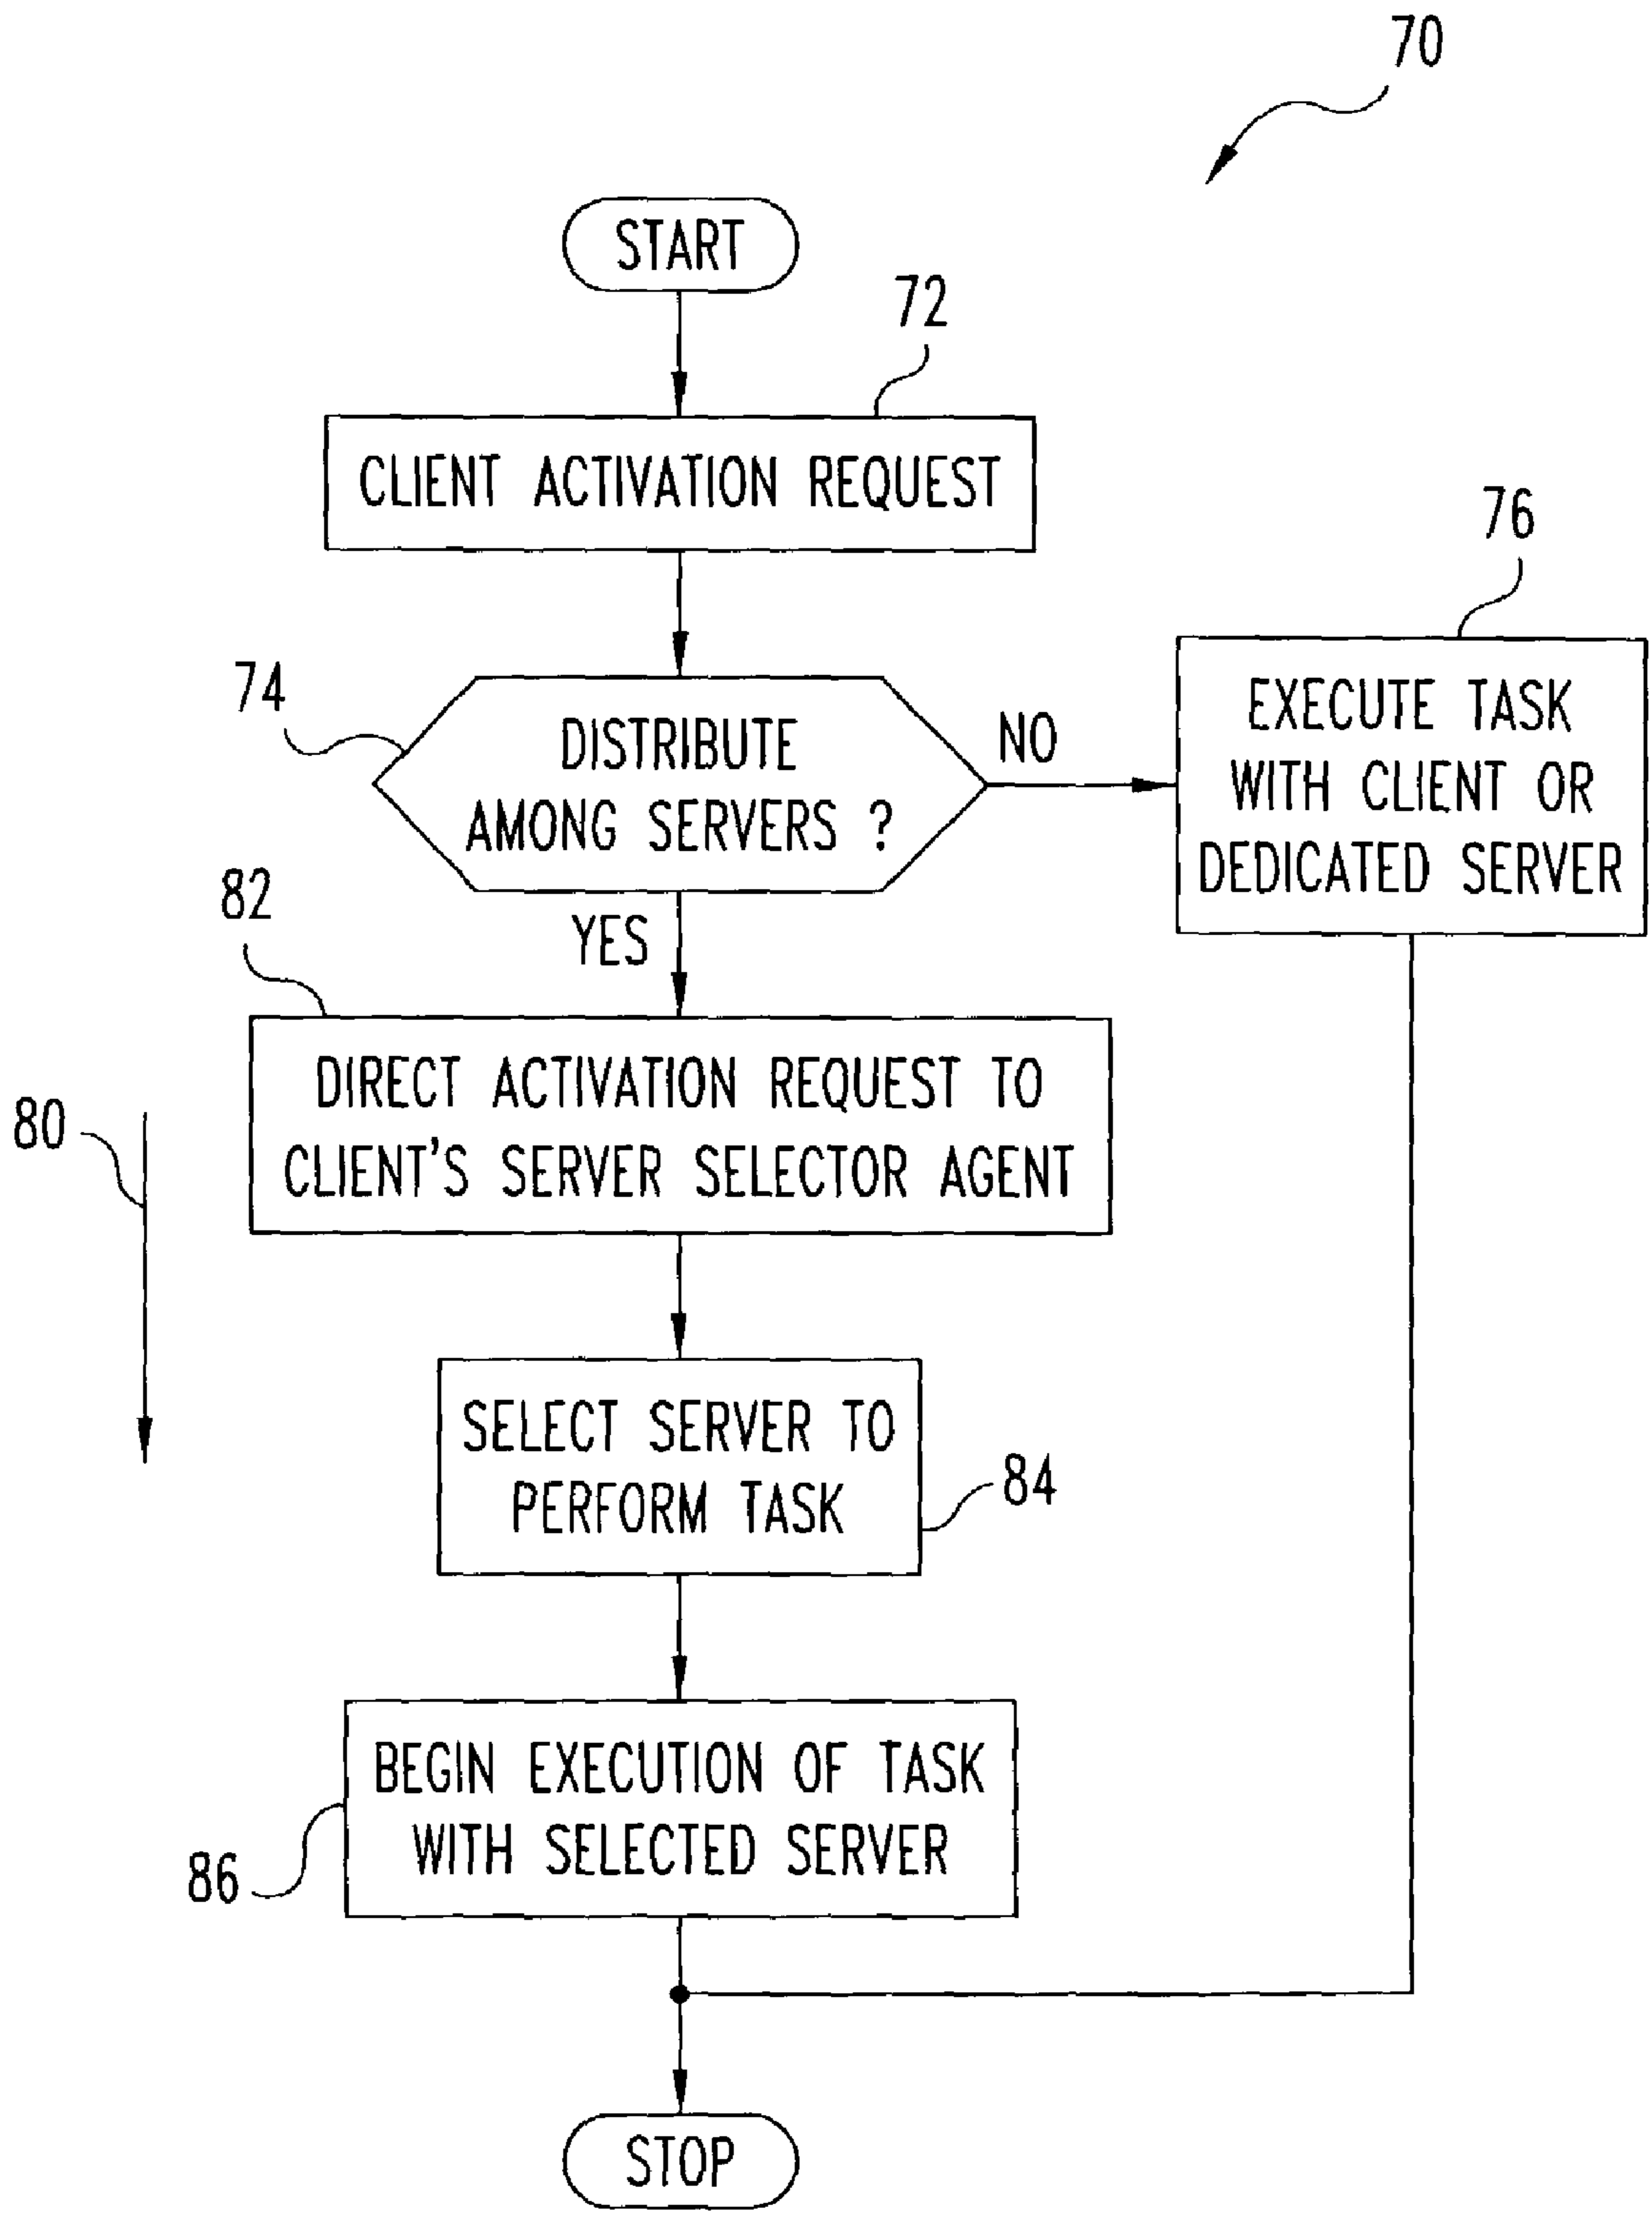 70
START
72
CLIENT ACTIVATION REQUEST
76
74
DISTRIBUTE
AMONG SERVERS ?
NO
EXECUTE TASK
WITH CLIENT OR
DEDICATED SERVER
82
YES
DIRECT ACTIVATION REQUEST TO
CLIENT'S SERVER SELECTOR AGENT
80
SELECT SERVER TO
PERFORM TASK
84
BEGIN EXECUTION OF TASK
WITH SELECTED SERVER
86
STOP